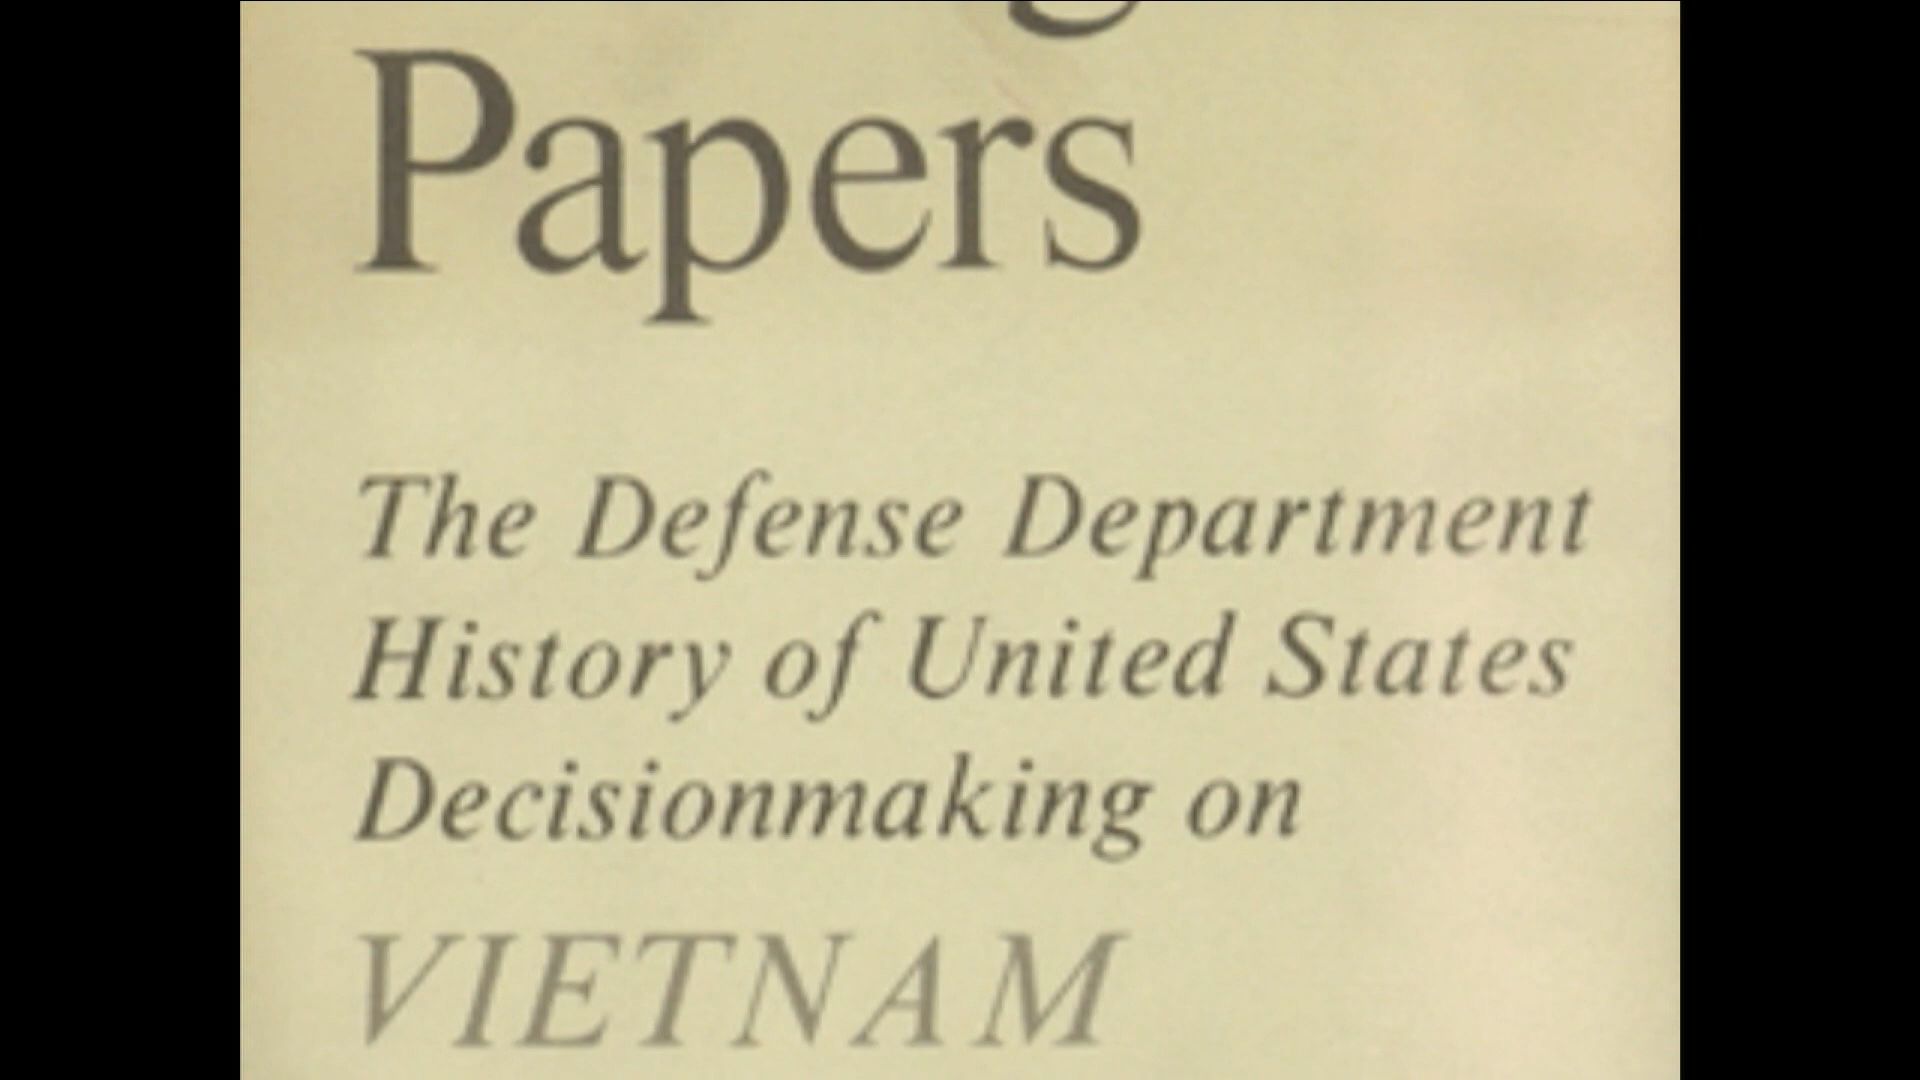 Papers
The Defense Department
History of United States
Decisionmaking on
VIETNAM